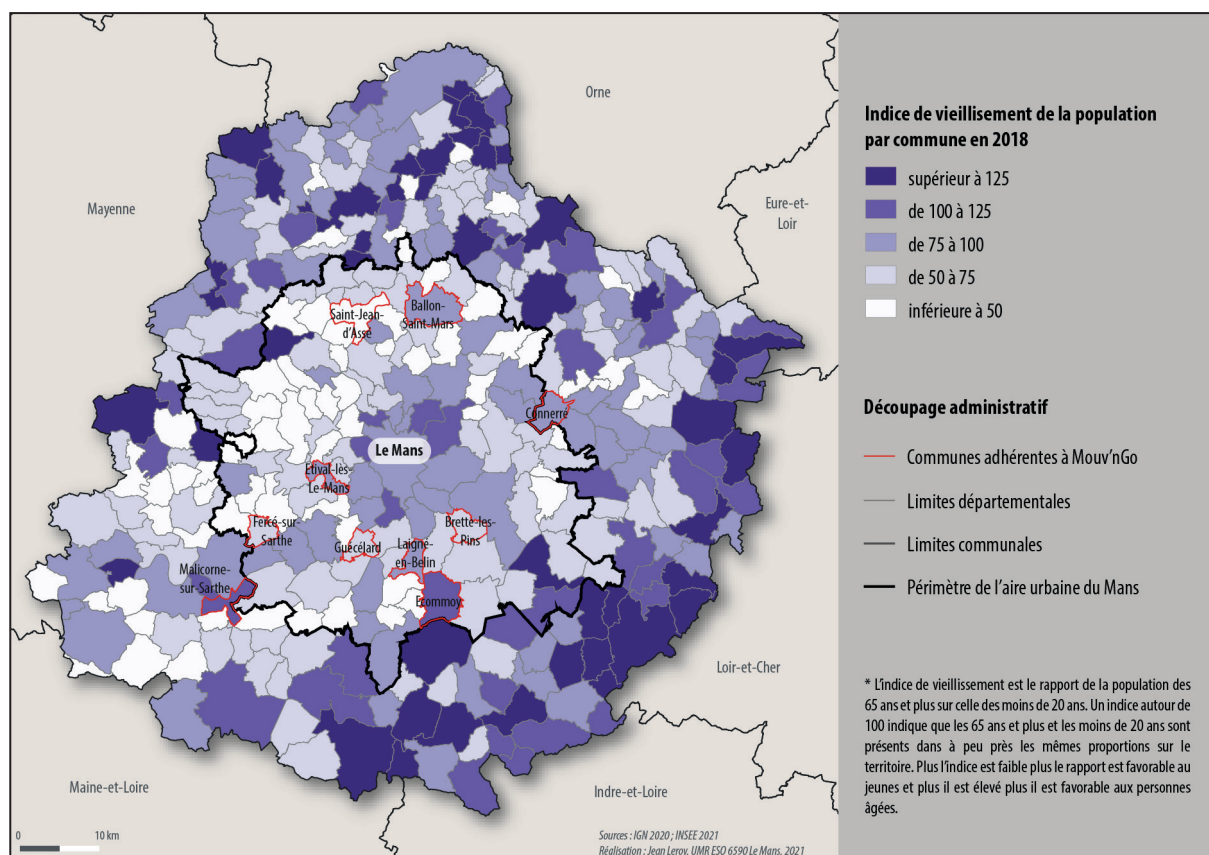 Orne
Mayenne
Eure-et-
Loir
Saint-Jean-
d'Asse
Ballon-
Saint-Mars
Connerré
Le Mans
Etival-lès-
Le-Mans
Fercé-sur-
Sarthe
Guécélard
Laigné-
en-Belin
Brette-les-
Pins
Malicorne-
sur-Sarthe
Ecommoy
Loir-et-Cher
Maine-et-Loire
Indre-et-Loire
0 10 km
Sources : IGN 2020 ; INSEE 2021
Réalisation : Jean Leroy, UMR ESO 6590 Le Mans, 2021
Indice de vieillisement de la population
par commune en 2018
supérieur à 125
de 100 à 125
de 75 à 100
de 50 à 75
inférieure à 50
Découpage administratif
Communes adhérentes à Mouv'nGo
Limites départementales
Limites communales
Périmètre de l'aire urbaine du Mans
* L'indice de vieillissement est le rapport de la population des
65 ans et plus sur celle des moins de 20 ans. Un indice autour de
100 indique que les 65 ans et plus et les moins de 20 ans sont
présents dans à peu près les mêmes proportions sur le
territoire. Plus l'indice est faible plus le rapport est favorable au
jeunes et plus il est élevé plus il est favorable aux personnes
âgées.